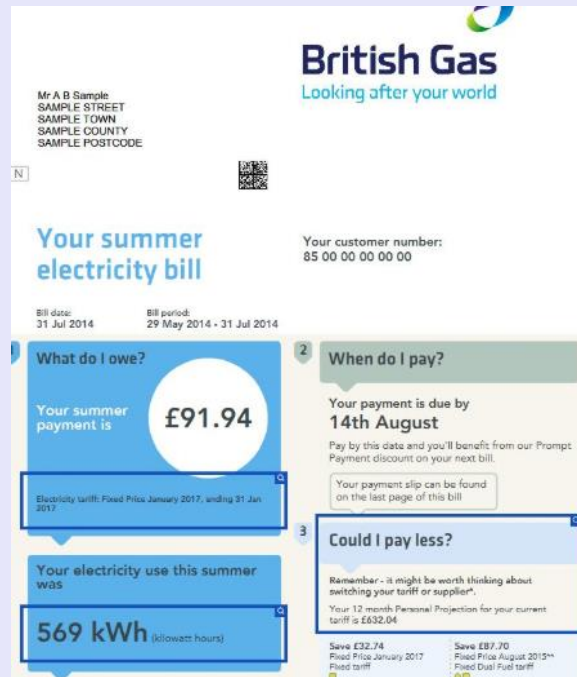 British Gas
Looking after your world
Mr A B Sample
SAMPLE STREET
SAMPLE TOWN
SAMPLE COUNTY
SAMPLE POSTCODE
N
Your summer
electricity bill
Your customer number:
85 00 00 00 00 00
Bill date:
31 Jul 2014
Bill period:
29 May 2014 - 31 Jul 2014
What do I owe?
Your summer
payment is
£91.94
Electricity tariff: Fixed Price January 2017, ending 31 Jan
2017
Your electricity use this summer
was
569 kWh (kilowatt hours)
2
When do I pay?
Your payment is due by
14th August
Pay by this date and you'll benefit from our Prompt
Payment discount on your next bill.
Your payment slip can be found
on the last page of this bill
3
Could I pay less?
Remember - it might be worth thinking about
switching your tariff or supplier*.
Your 12 month Personal Projection for your current
tariff is £632.04
Save £32.74
Fixed Price January 2017
Fixed tariff
Save £87.70
Fixed Price August 2015**
Fixed Dual Fuel tariff